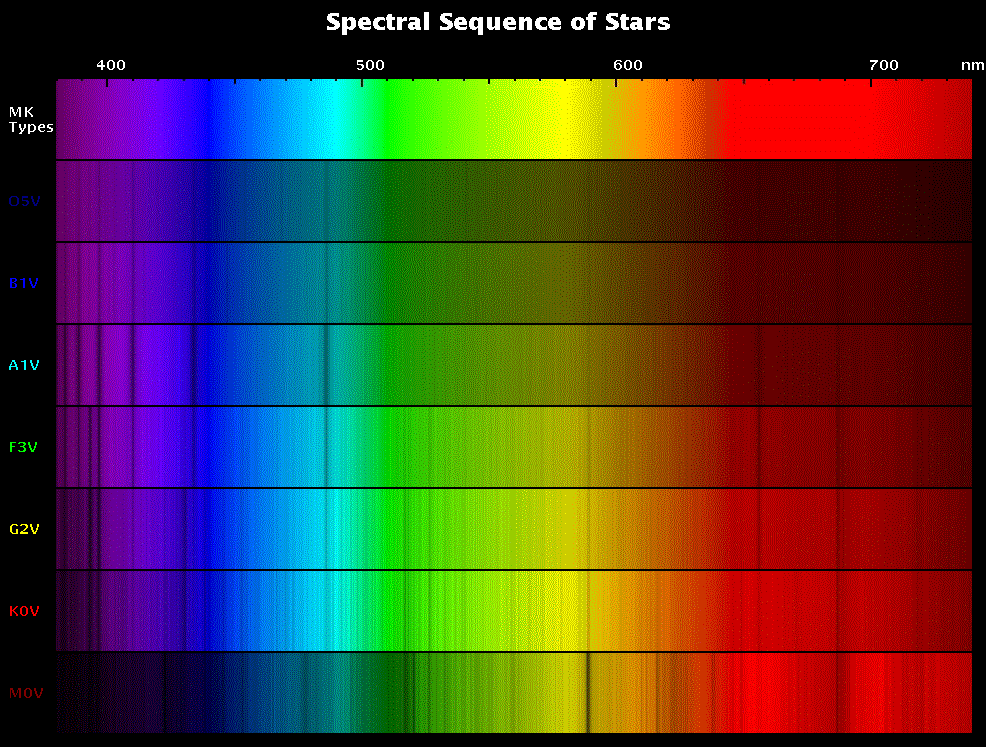 Spectral Sequence of Stars
400 500 600 700 nm
MK
Types
O5V
B1V
A1V
F3V
G2V
K0V
M0V